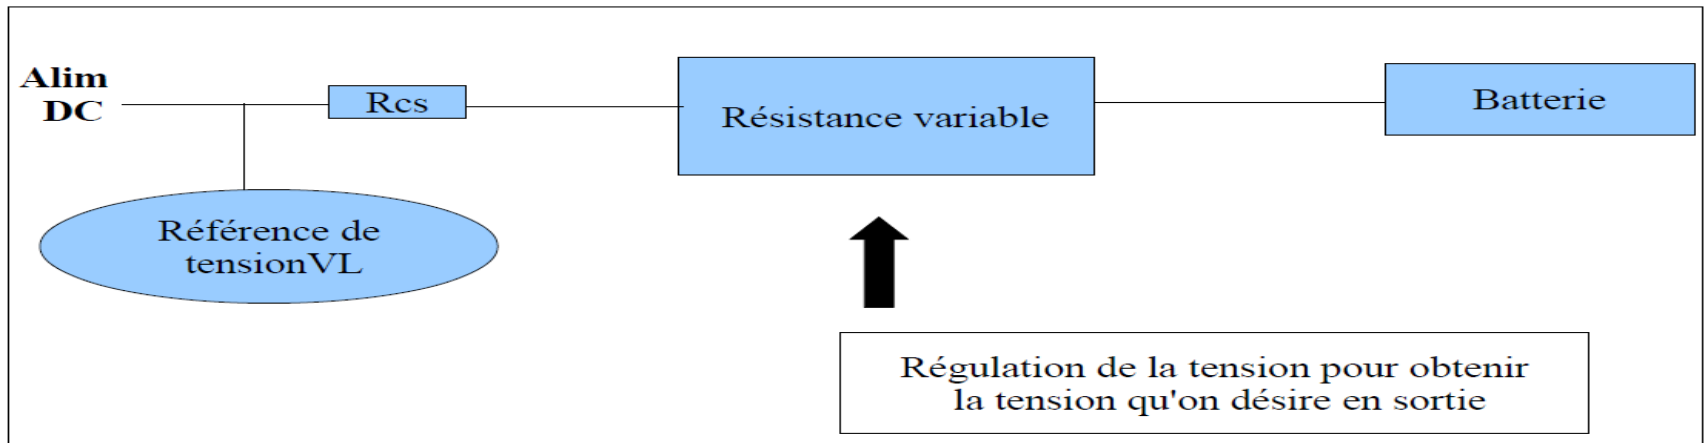 Alim
DC
Rcs
Résistance variable
Batterie
Référence de
tensionVL
Régulation de la tension pour obtenir
la tension qu'on désire en sortie